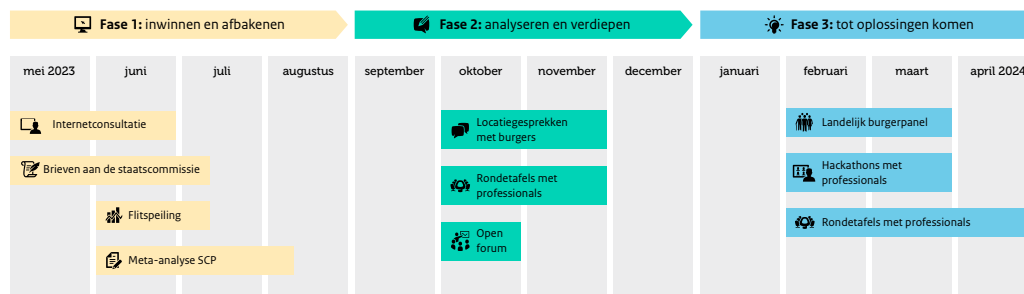 Fase 1: inwinnen en afbakenen
Fase 2: analyseren en verdiepen
Fase 3: tot oplossingen komen
mei 2023
juni
juli
augustus
september
oktober
november
december
januari
februari
maart
april 2024
Internetconsultatie
Brieven aan de staatscommissie
Flitspeiling
Meta-analyse SCP
Locatiegesprekken
met burgers
Rondetafels met
professionals
Open
forum
Landelijk burgerpanel
Hackathons met
professionals
Rondetafels met professionals